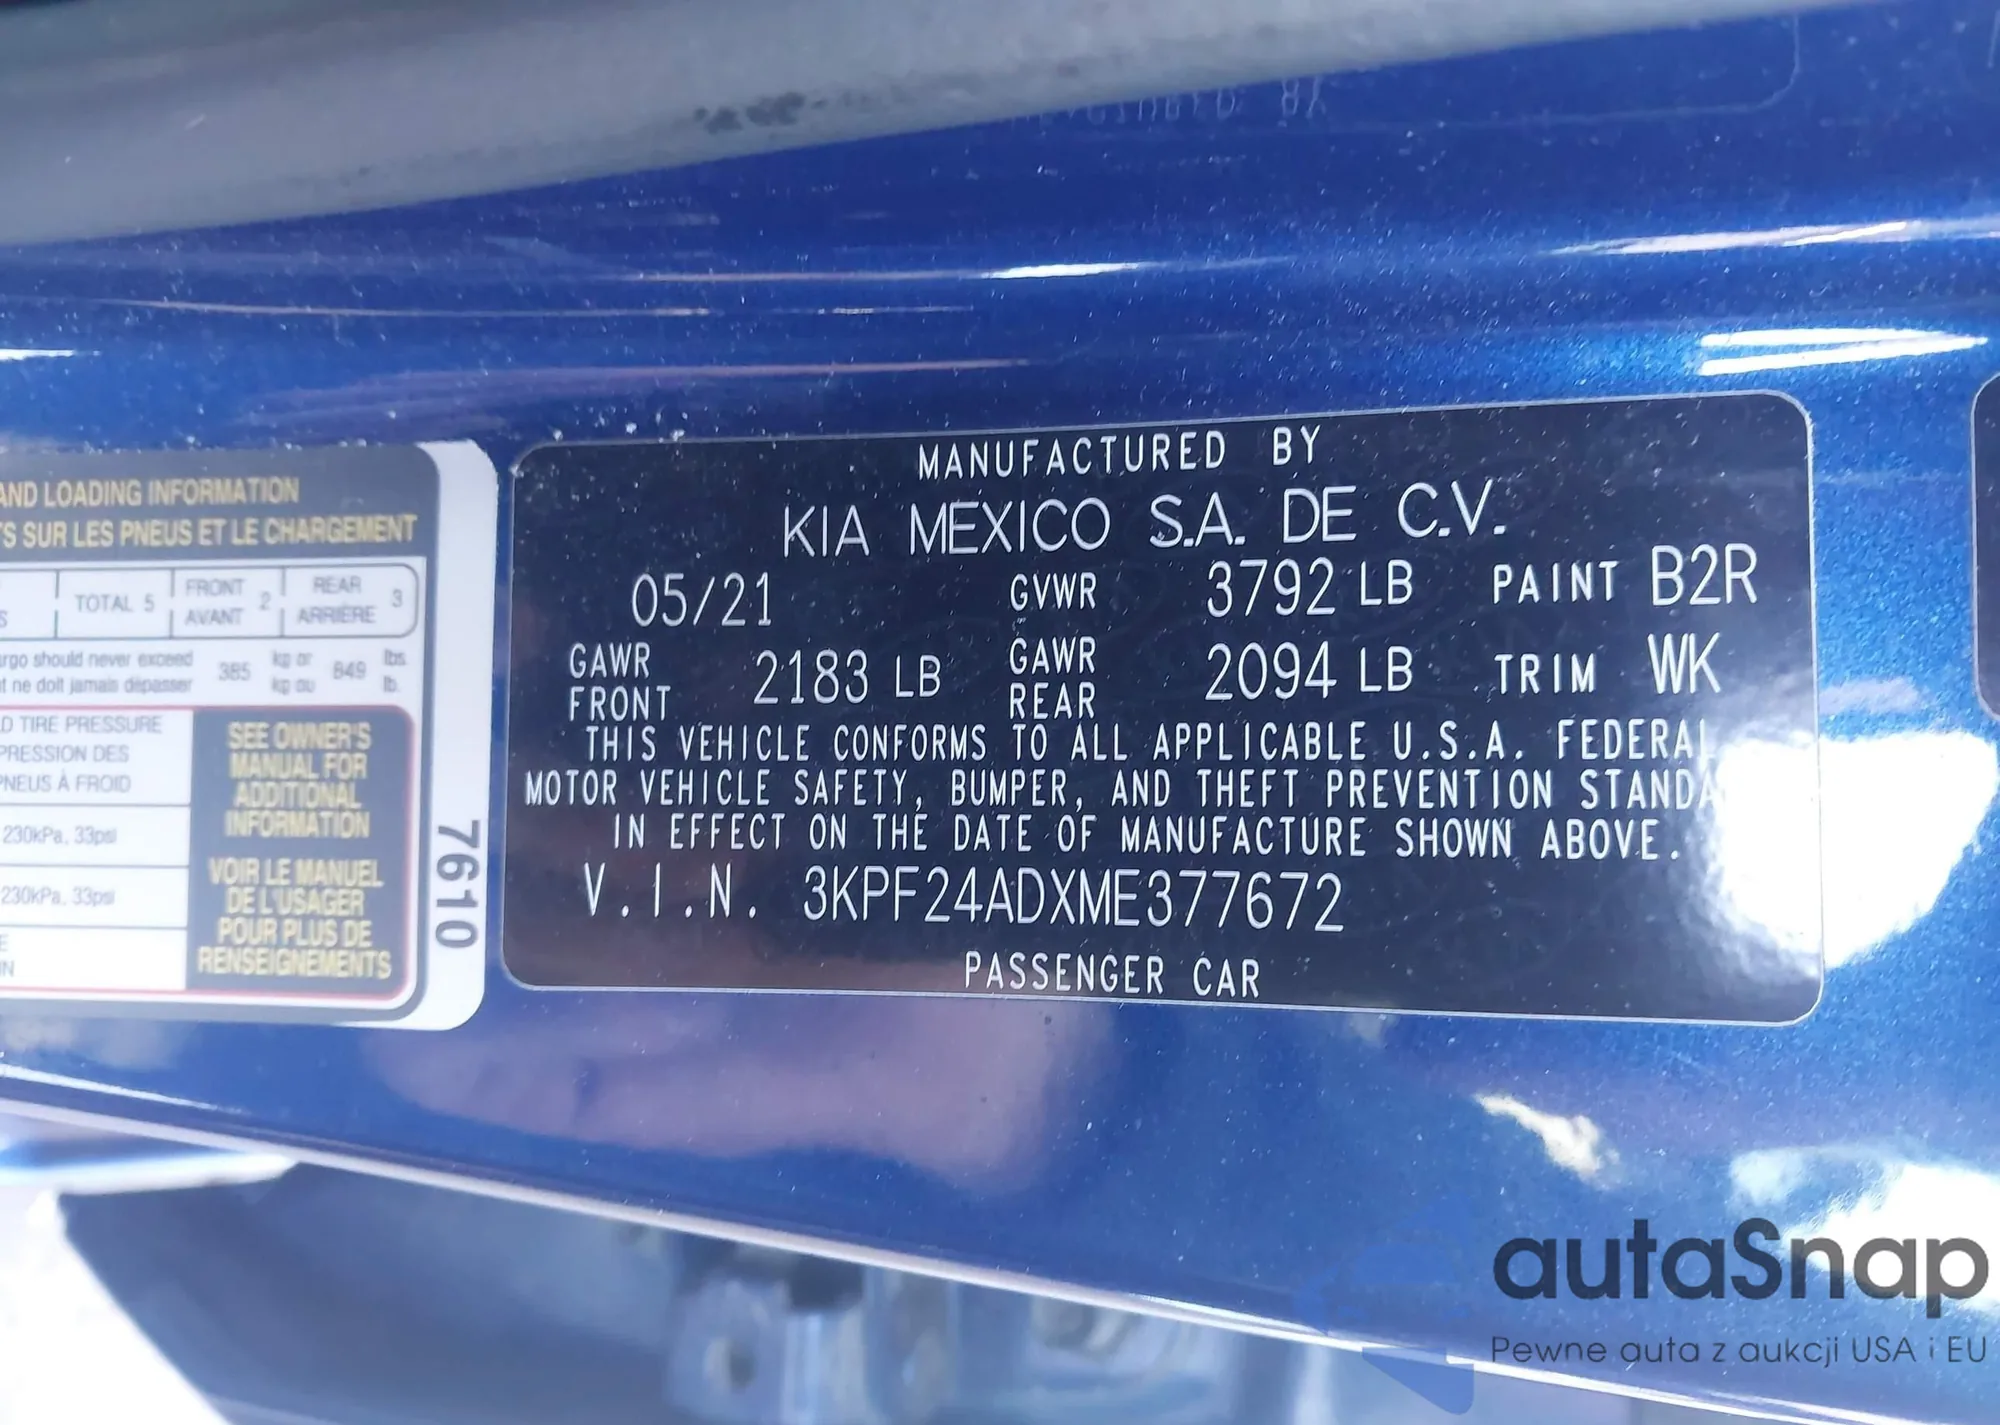 AND LOADING INFORMATION
SUR LES PNEUS ET LE CHARGEMENT
TOTAL 5
FRONT 2
AVANT
REAR 3
ARRIÈRE
should never exceed 385 kg or 849 lbs.
ne doit jamais dépasser kg ou lb.
TIRE PRESSURE
PRESSION DES
PNEUS À FROID
230kPa, 33psi
230kPa, 33psi
SEE OWNER'S
MANUAL FOR
ADDITIONAL
INFORMATION
VOIR LE MANUEL
DE L'USAGER
POUR PLUS DE
RENSEIGNEMENTS
7610
MANUFACTURED BY
KIA MEXICO S.A. DE C.V.
05/21 GVWR 3792 LB PAINT B2R
GAWR FRONT 2183 LB GAWR REAR 2094 LB TRIM WK
THIS VEHICLE CONFORMS TO ALL APPLICABLE U.S.A. FEDERAL
MOTOR VEHICLE SAFETY, BUMPER, AND THEFT PREVENTION STANDA
IN EFFECT ON THE DATE OF MANUFACTURE SHOWN ABOVE.
V.I.N. 3KPF24ADXME377672
PASSENGER CAR
autaSnap
Pewne auta z aukcji USA i EU